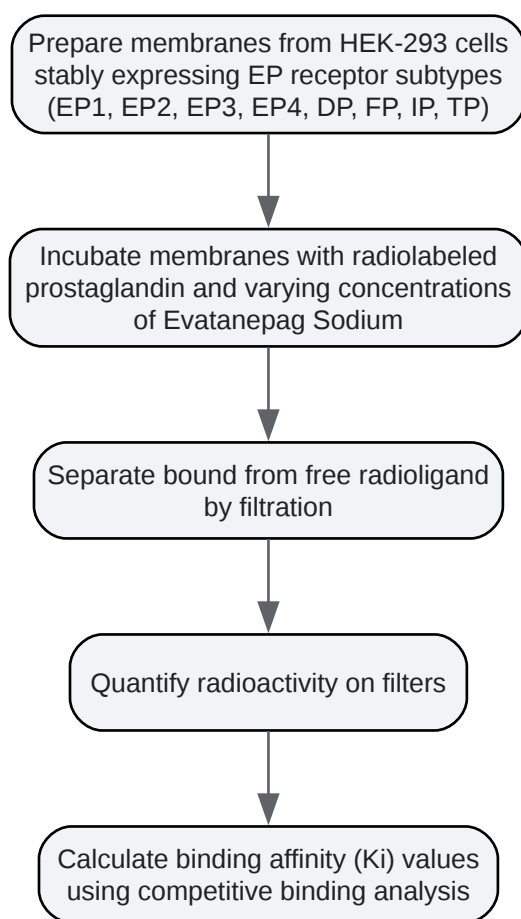 Prepare membranes from HEK-293 cells
stably expressing EP receptor subtypes
(EP1, EP2, EP3, EP4, DP, FP, IP, TP)
Incubate membranes with radiolabeled
prostaglandin and varying concentrations
of Evatanepag Sodium
Separate bound from free radioligand
by filtration
Quantify radioactivity on filters
Calculate binding affinity (Ki) values
using competitive binding analysis